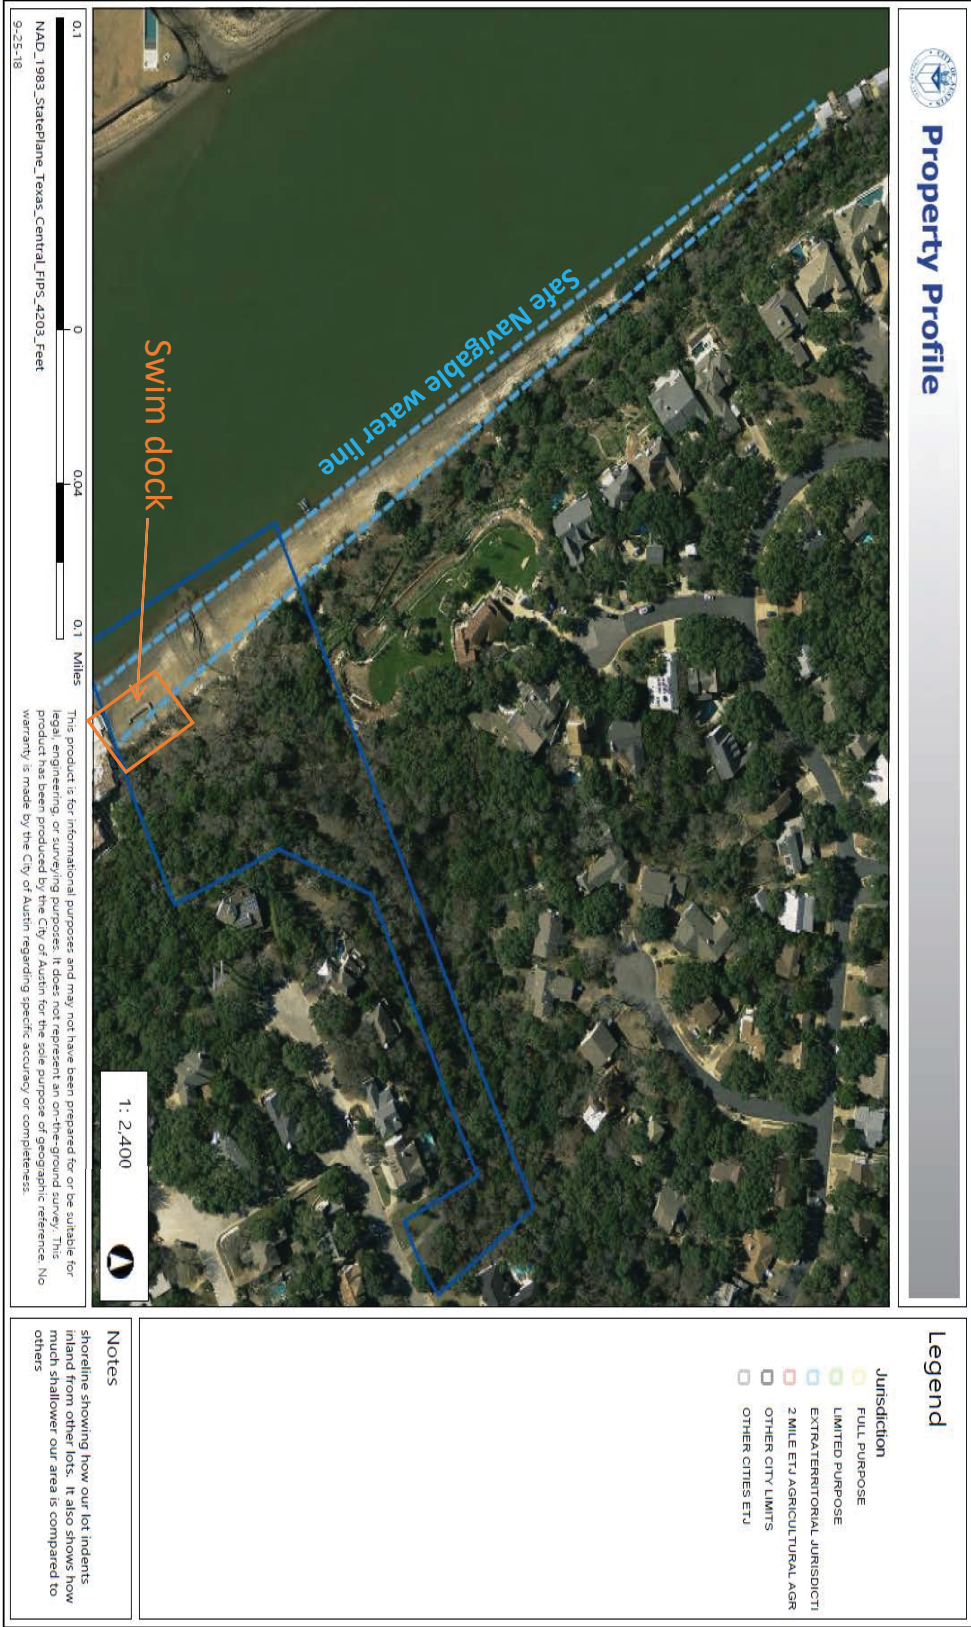 CITY OF AUSTIN
Property Profile
Safe Navigable water line
Swim dock
1: 2,400
0.1
0
0.04
0.1 Miles
NAD_1983_StatePlane_Texas_Central_FIPS_4203_Feet
9-25-18
This product is for informational purposes and may not have been prepared for or be suitable for
legal, engineering, or surveying purposes. It does not represent an on-the-ground survey. This
product has been produced by the City of Austin for the sole purpose of geographic reference. No
warranty is made by the City of Austin regarding specific accuracy or completeness.
Legend
Jurisdiction
FULL PURPOSE
LIMITED PURPOSE
EXTRATERRITORIAL JURISDICTI
2 MILE ETJ AGRICULTURAL AGR
OTHER CITY LIMITS
OTHER CITIES ETJ
Notes
shoreline showing how our lot indents
inland from other lots. It also shows how
much shallower our area is compared to
others